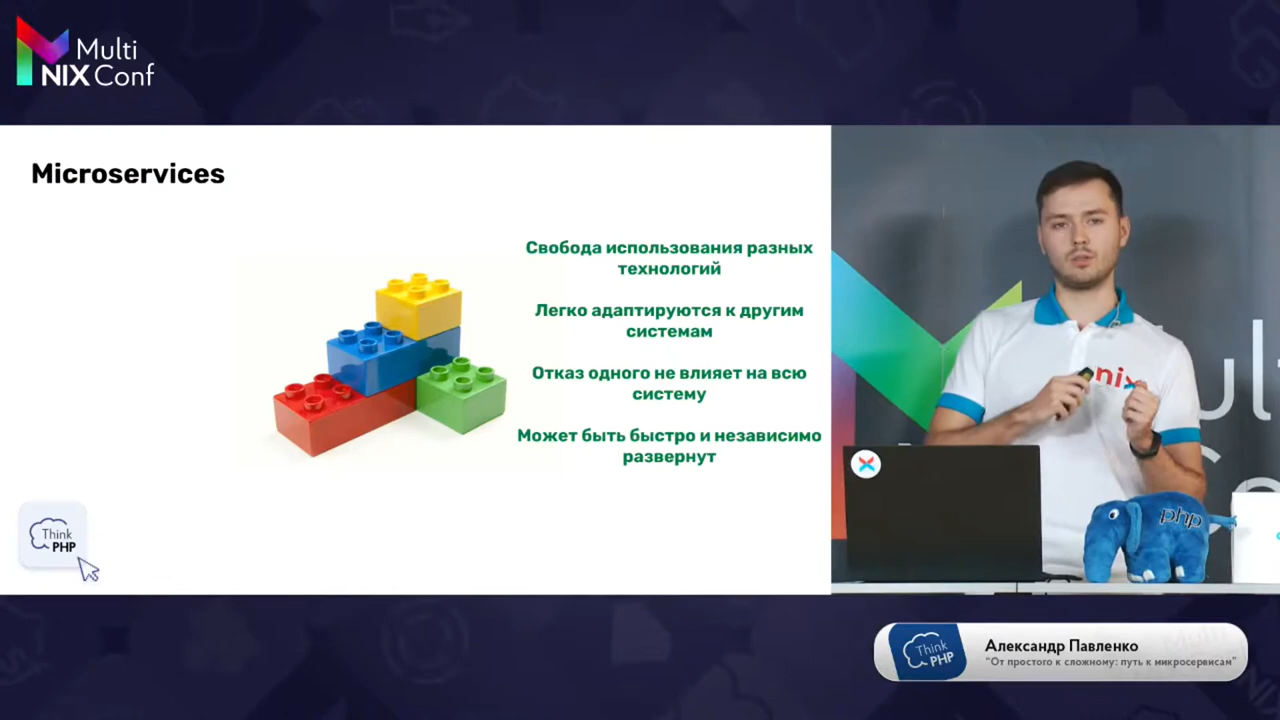 Multi
NIX Conf
Microservices
Свобода использования разных
технологий
Легко адаптируются к другим
системам
Отказ одного не влияет на всю
систему
Может быть быстро и независимо
развернут
Think
PHP
nix
php
Think
PHP
Александр Павленко
"От простого к сложному: путь к микросервисам"